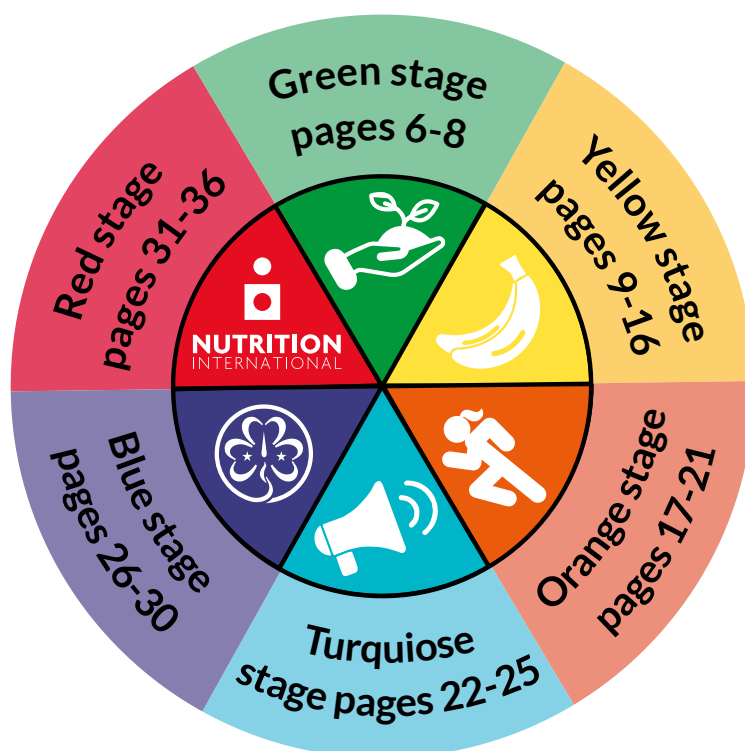 Green stage
pages 6-8
Yellow stage
pages 9-16
Orange stage
pages 17-21
Turquiose
stage pages 22-25
Blue stage
pages 26-30
Red stage
pages 31-36
NUTRITION
INTERNATIONAL